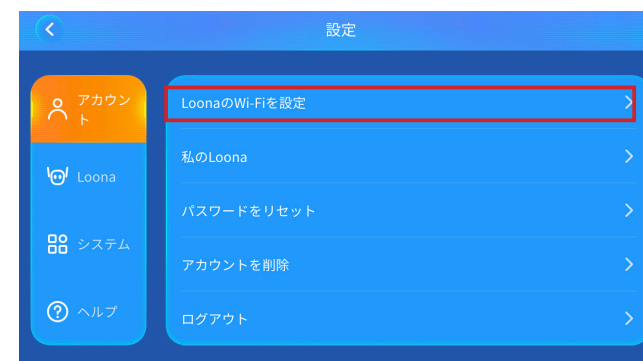 設定
アカウン
ト
Loona
システム
ヘルプ
LoonaのWi-Fiを設定
私のLoona
パスワードをリセット
アカウントを削除
ログアウト